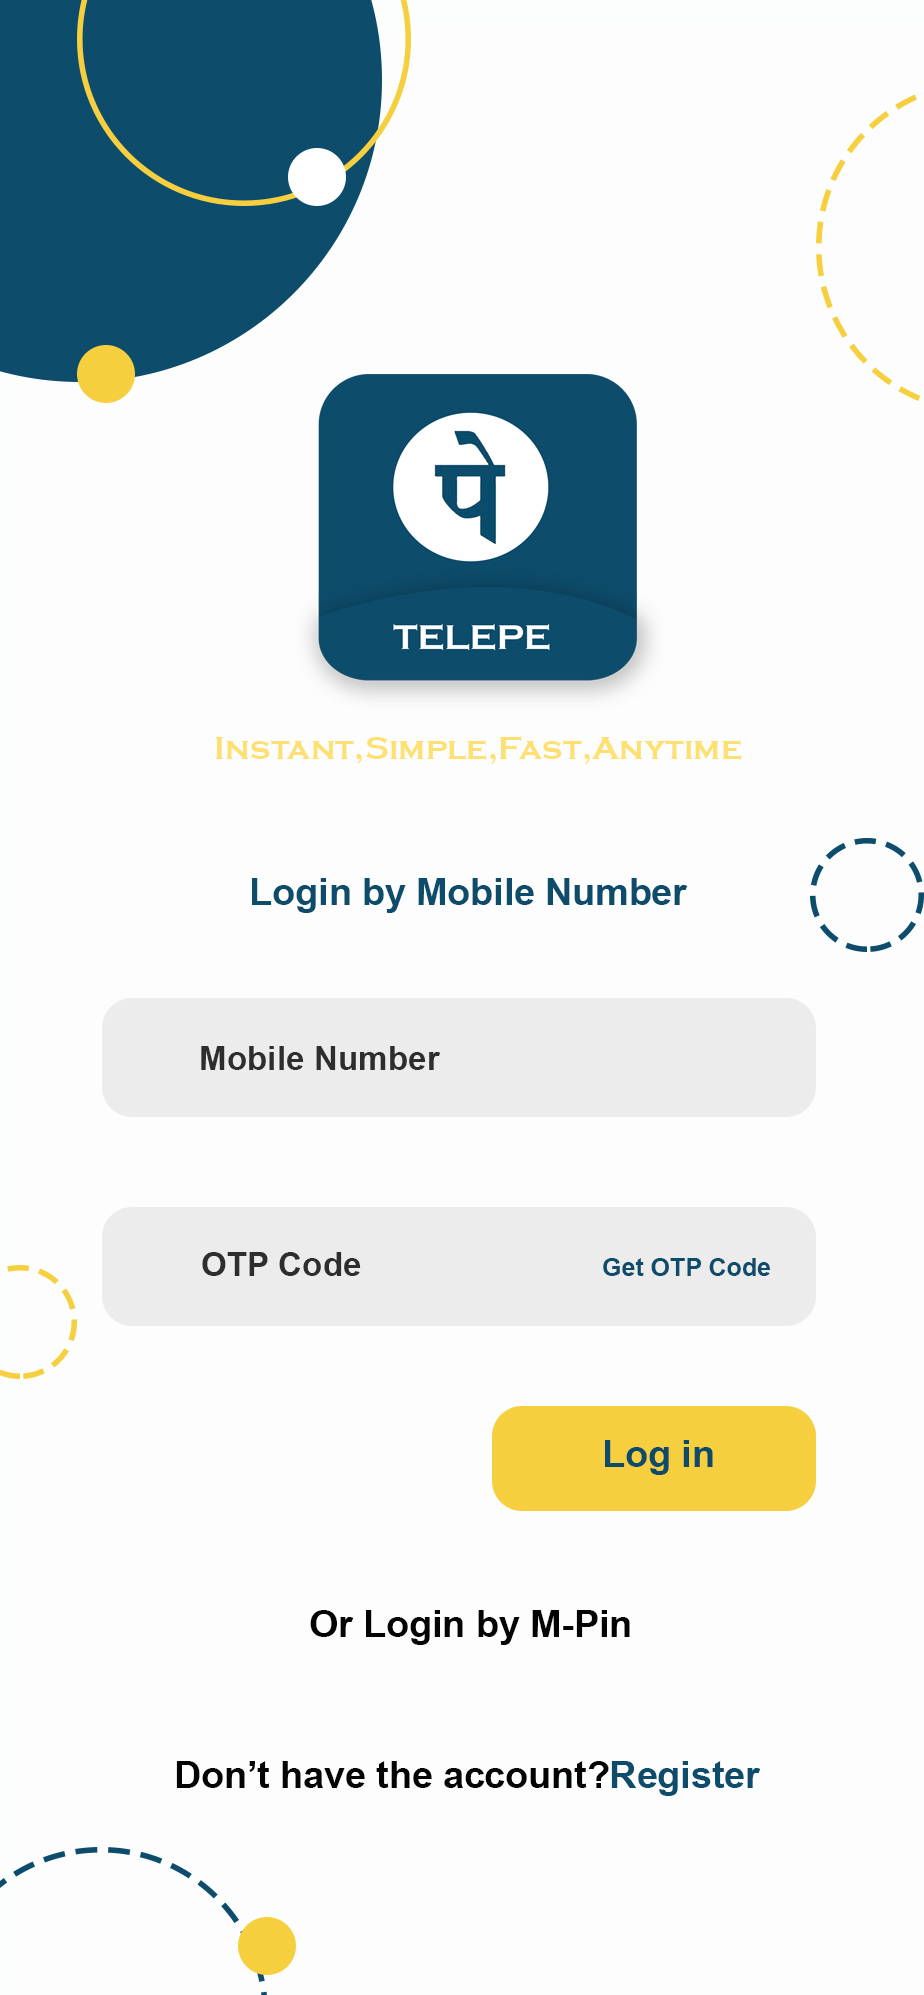 पे
TELEPE
Instant,Simple,Fast,Anytime
Login by Mobile Number
Mobile Number
OTP Code Get OTP Code
Log in
Or Login by M-Pin
Don’t have the account?Register